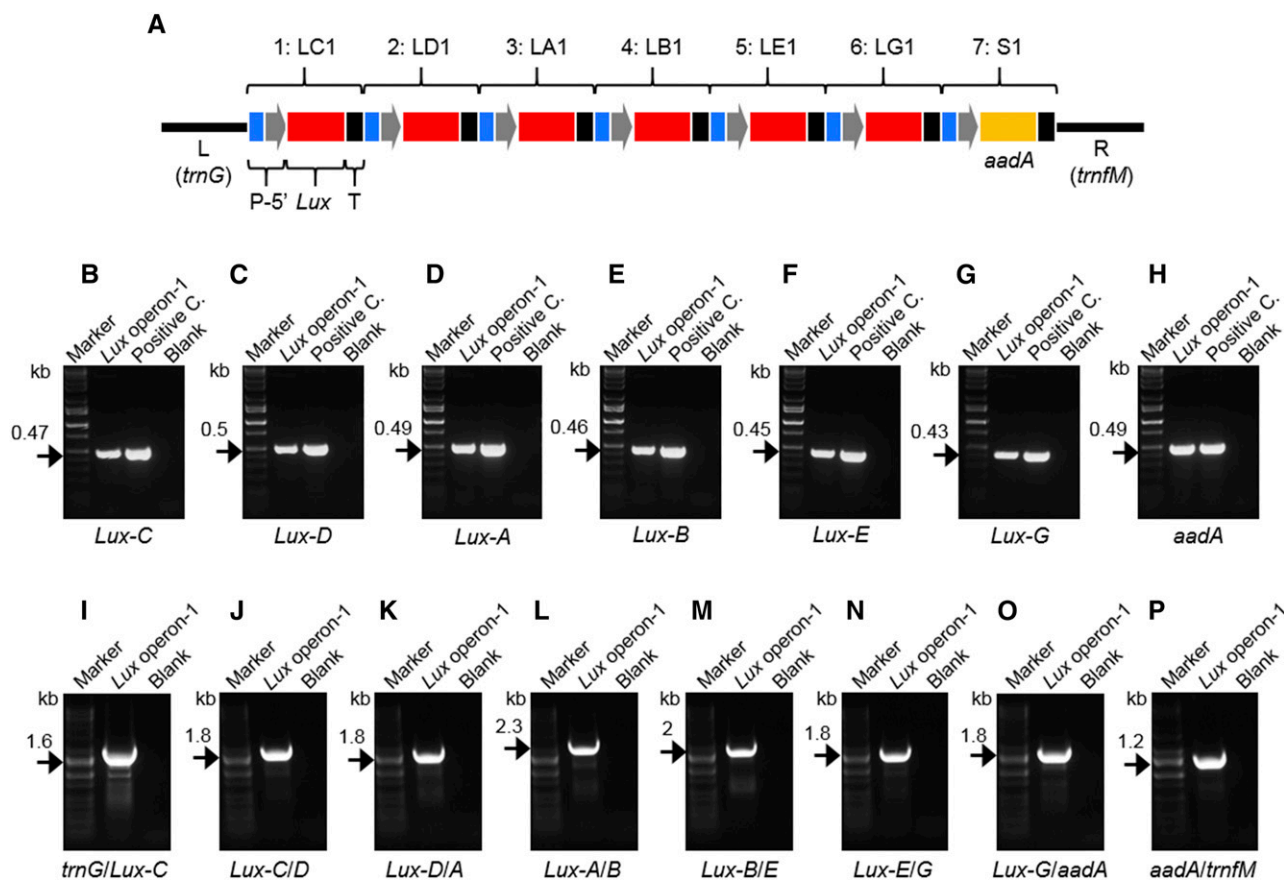 A
1: LC1 2: LD1 3: LA1 4: LB1 5: LE1 6: LG1 7: S1
L
(trnG)
aadA
R
(trnfM)
P-5' Lux T
B
Marker
Lux operon-1
Positive C.
Blank
kb
0.47
Lux-C
C
Marker
Lux operon-1
Positive C.
Blank
kb
0.5
Lux-D
D
Marker
Lux operon-1
Positive C.
Blank
kb
0.49
Lux-A
E
Marker
Lux operon-1
Positive C.
Blank
kb
0.46
Lux-B
F
Marker
Lux operon-1
Positive C.
Blank
kb
0.45
Lux-E
G
Marker
Lux operon-1
Positive C.
Blank
kb
0.43
Lux-G
H
Marker
Lux operon-1
Positive C.
Blank
kb
0.49
aadA
I
Marker
Lux operon-1
Blank
kb
1.6
trnG/Lux-C
J
Marker
Lux operon-1
Blank
kb
1.8
Lux-C/D
K
Marker
Lux operon-1
Blank
kb
1.8
Lux-D/A
L
Marker
Lux operon-1
Blank
kb
2.3
Lux-A/B
M
Marker
Lux operon-1
Blank
kb
2
Lux-B/E
N
Marker
Lux operon-1
Blank
kb
1.8
Lux-E/G
O
Marker
Lux operon-1
Blank
kb
1.8
Lux-G/aadA
P
Marker
Lux operon-1
Blank
kb
1.2
aadA/trnfM